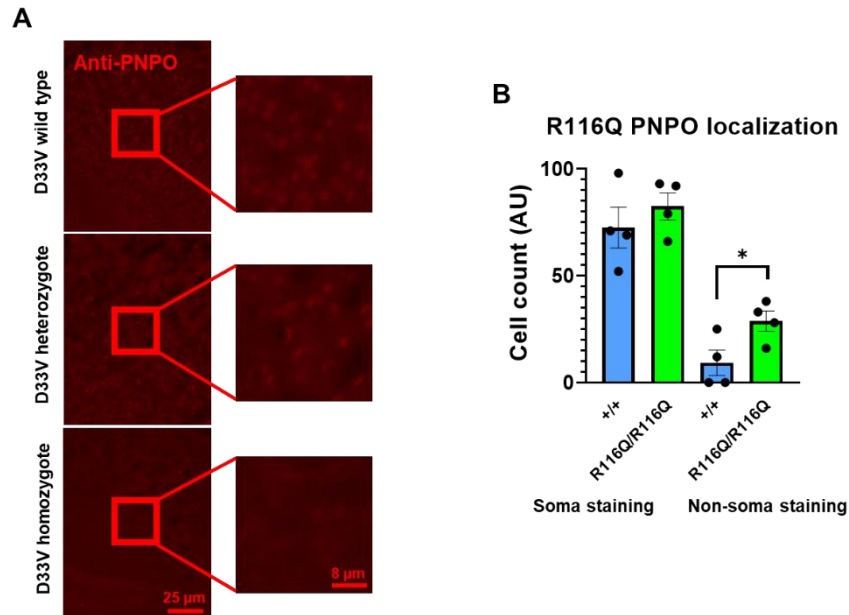 A
Anti-PNPO
D33V wild type
D33V heterozygote
D33V homozygote
25 µm
8 µm
B
R116Q PNPO localization
Cell count (AU)
100
50
0
*
+/+
R116Q/R116Q
+/+
R116Q/R116Q
Soma staining
Non-soma staining